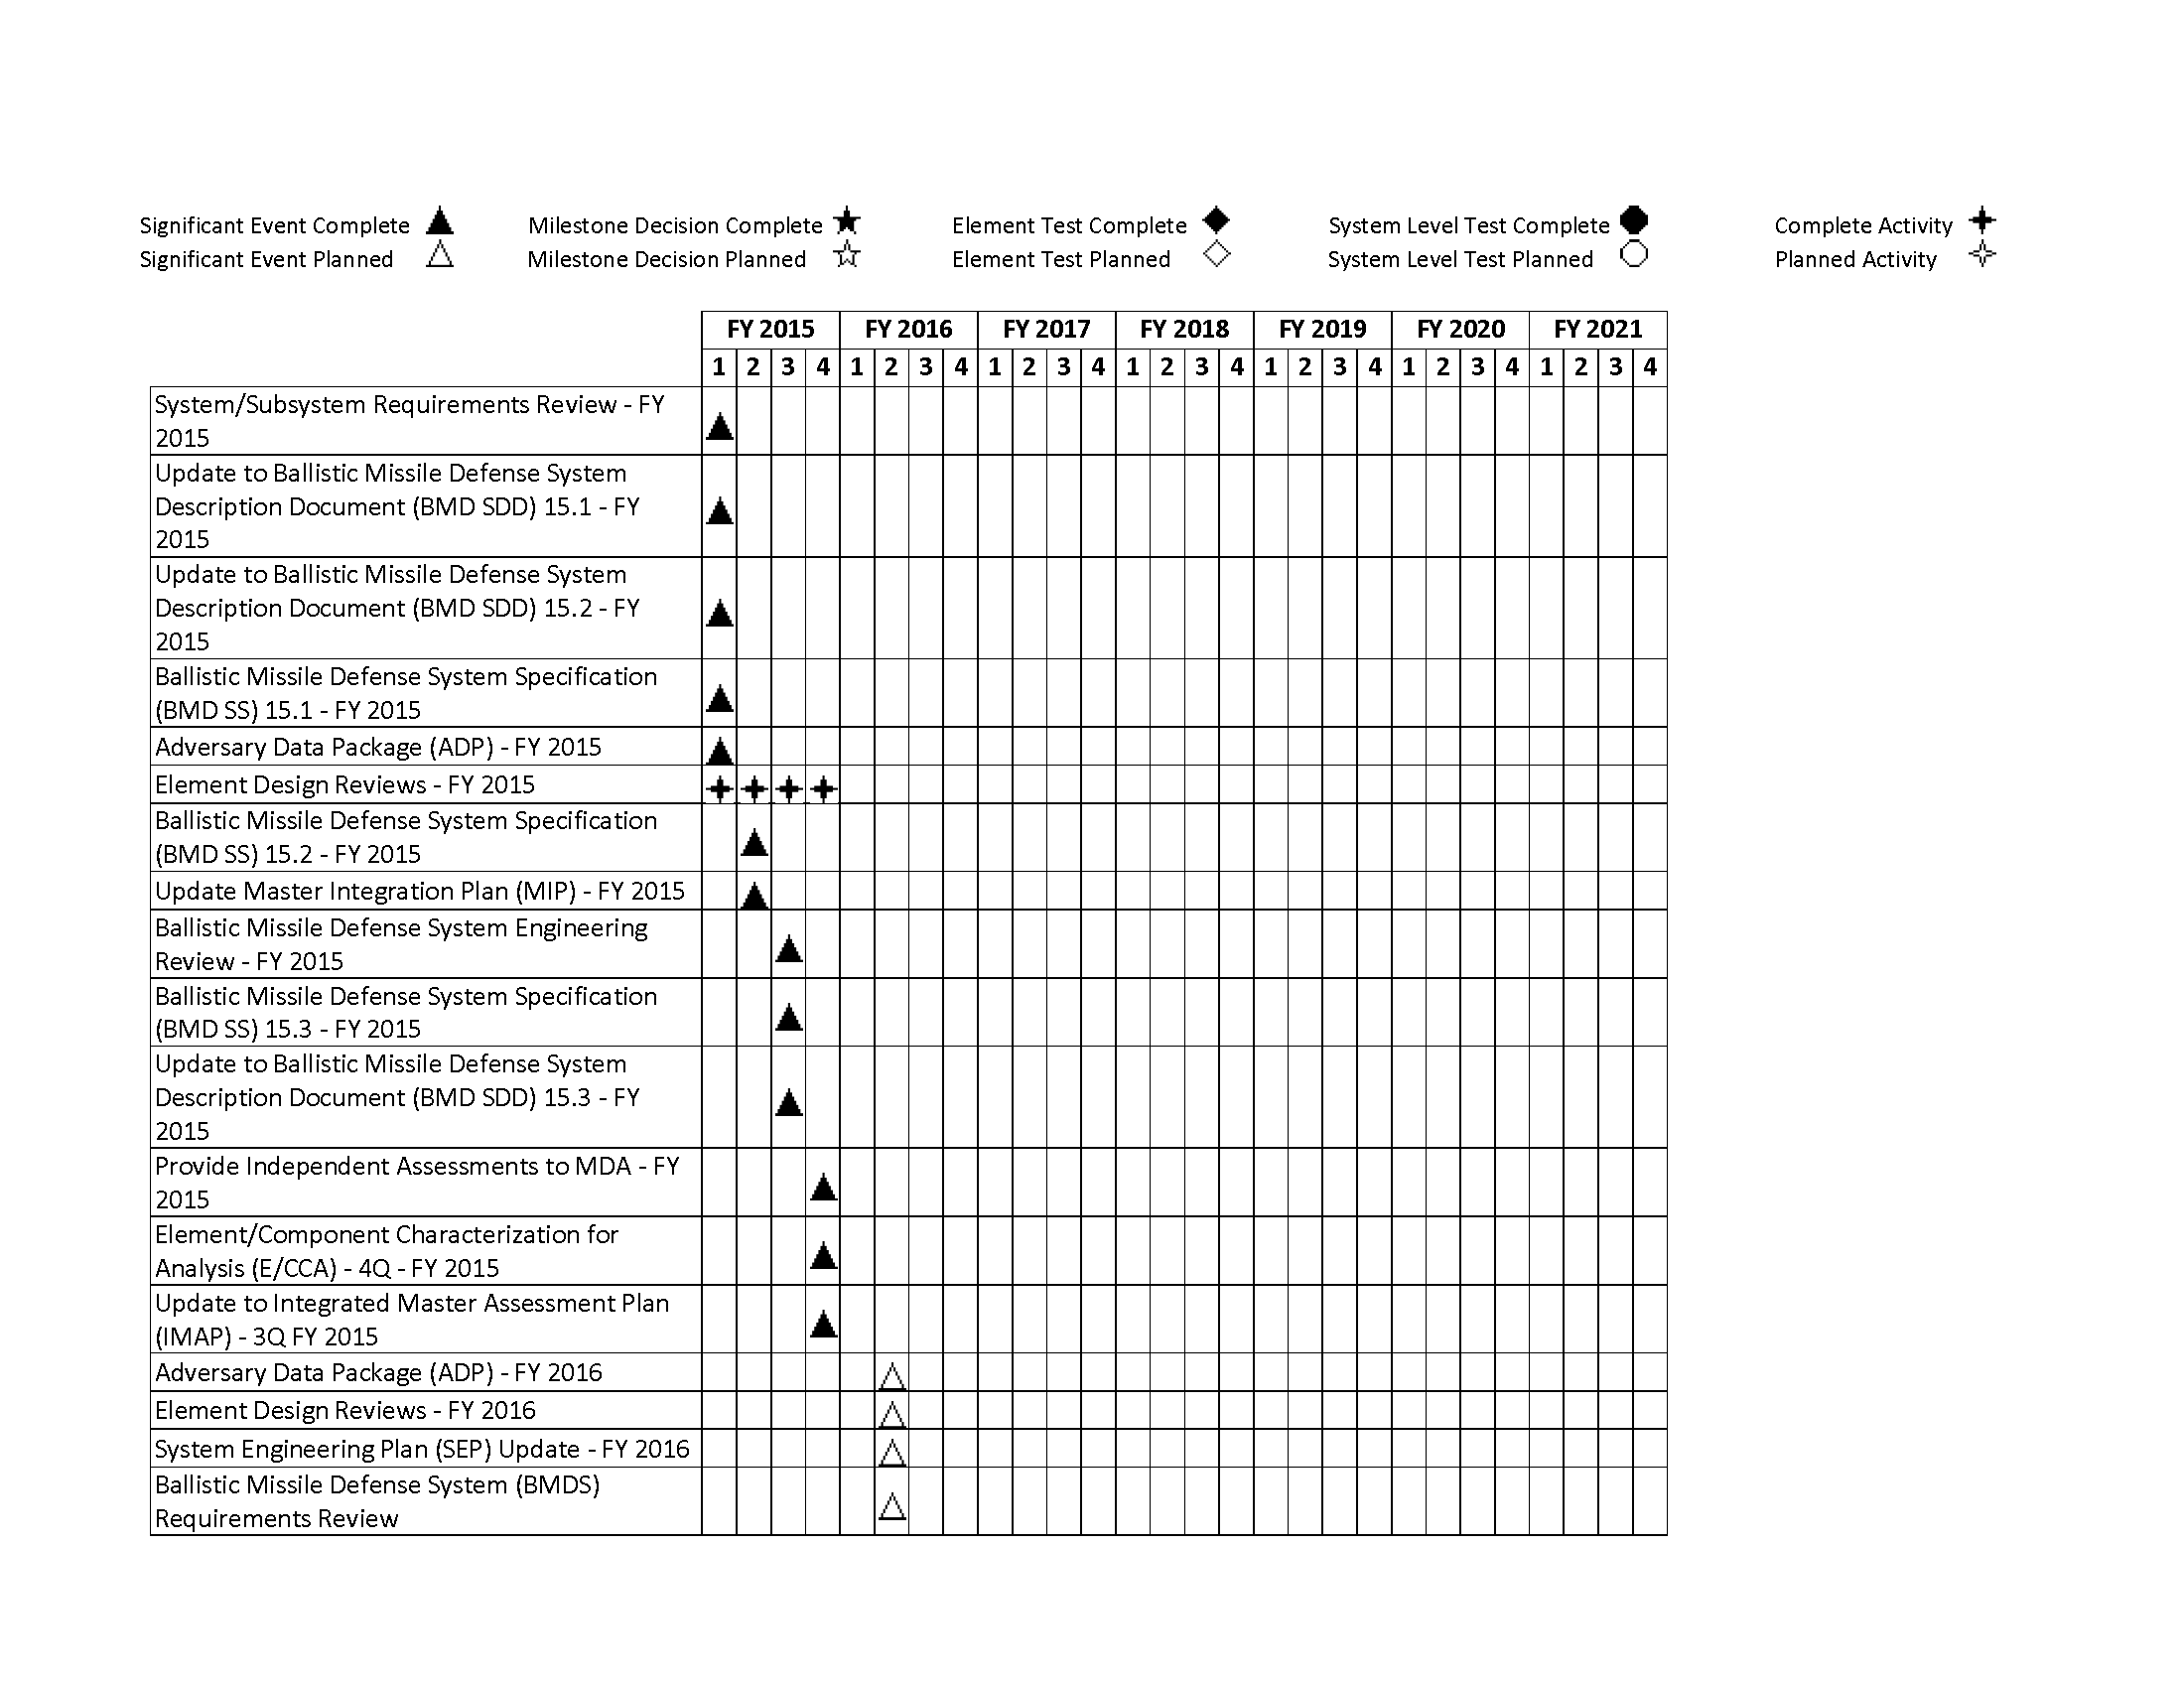 Significant Event Complete
Milestone Decision Complete
Element Test Complete
System Level Test Complete
Complete Activity
Significant Event Planned
Milestone Decision Planned
Element Test Planned
System Level Test Planned
Planned Activity
FY 2015 FY 2016 FY 2017 FY 2018 FY 2019 FY 2020 FY 2021
1 2 3 4 1 2 3 4 1 2 3 4 1 2 3 4 1 2 3 4 1 2 3 4 1 2 3 4
System/Subsystem Requirements Review - FY
2015
Update to Ballistic Missile Defense System
Description Document (BMD SDD) 15.1 - FY
2015
Update to Ballistic Missile Defense System
Description Document (BMD SDD) 15.2 - FY
2015
Ballistic Missile Defense System Specification
(BMD SS) 15.1 - FY 2015
Adversary Data Package (ADP) - FY 2015
Element Design Reviews - FY 2015
Ballistic Missile Defense System Specification
(BMD SS) 15.2 - FY 2015
Update Master Integration Plan (MIP) - FY 2015
Ballistic Missile Defense System Engineering
Review - FY 2015
Ballistic Missile Defense System Specification
(BMD SS) 15.3 - FY 2015
Update to Ballistic Missile Defense System
Description Document (BMD SDD) 15.3 - FY
2015
Provide Independent Assessments to MDA - FY
2015
Element/Component Characterization for
Analysis (E/CCA) - 4Q - FY 2015
Update to Integrated Master Assessment Plan
(IMAP) - 3Q FY 2015
Adversary Data Package (ADP) - FY 2016
Element Design Reviews - FY 2016
System Engineering Plan (SEP) Update - FY 2016
Ballistic Missile Defense System (BMDS)
Requirements Review